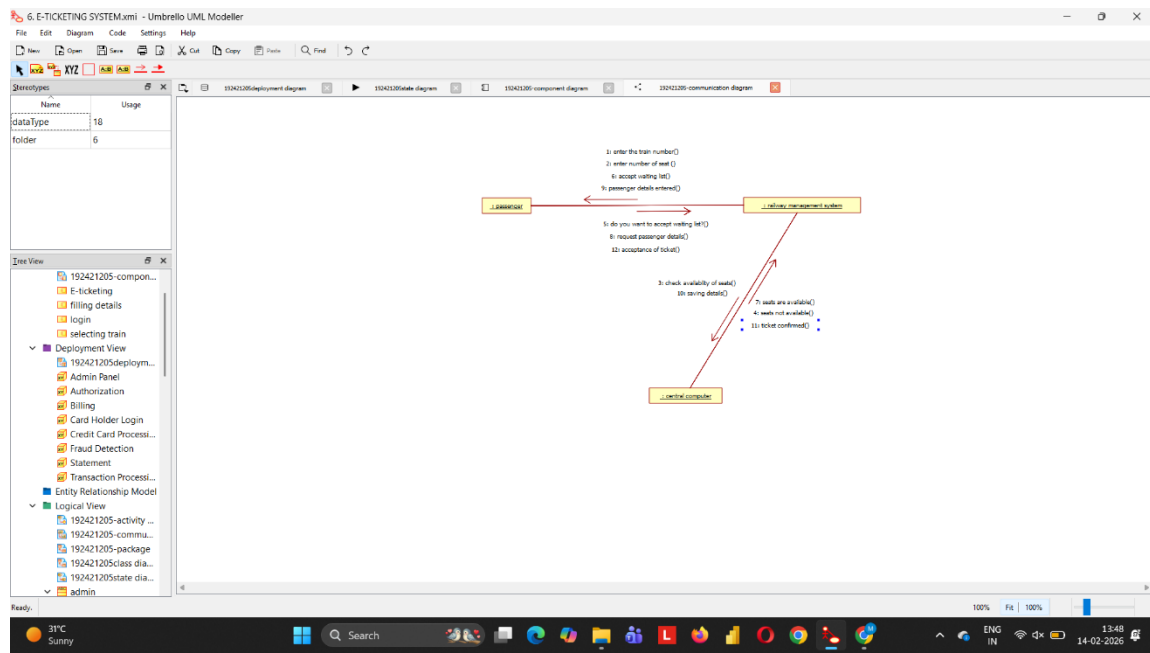 6. E-TICKETING SYSTEM.xmi - Umbrello UML Modeller
File Edit Diagram Code Settings Help
New Open Save Cut Copy Paste Find
XYZ XYZ A:B A:B
Stereotypes
Name Usage
dataType 18
folder 6
192421205deployment diagram 192421205state diagram 192421205-component diagram 192421205-communication diagram
1: enter the train number()
2: enter number of seat ()
6: accept waiting list()
9: passenger details entered()
: passenger : railway management system
5: do you want to accept waiting list?()
8: request passenger details()
12: acceptance of ticket()
3: check availablity of seats()
10: saving details()
7: seats are available()
4: seats not available()
11: ticket confirmed()
: central computer
Tree View
192421205-compon...
E-ticketing
filling details
login
selecting train
Deployment View
192421205deploym...
Admin Panel
Authorization
Billing
Card Holder Login
Credit Card Processi...
Fraud Detection
Statement
Transaction Processi...
Entity Relationship Model
Logical View
192421205-activity ...
192421205-commu...
192421205-package
192421205class dia...
192421205state dia...
admin
Ready. 100% Fit 100%
31°C
Sunny
Search
L
M
ENG
IN
13:48
14-02-2026